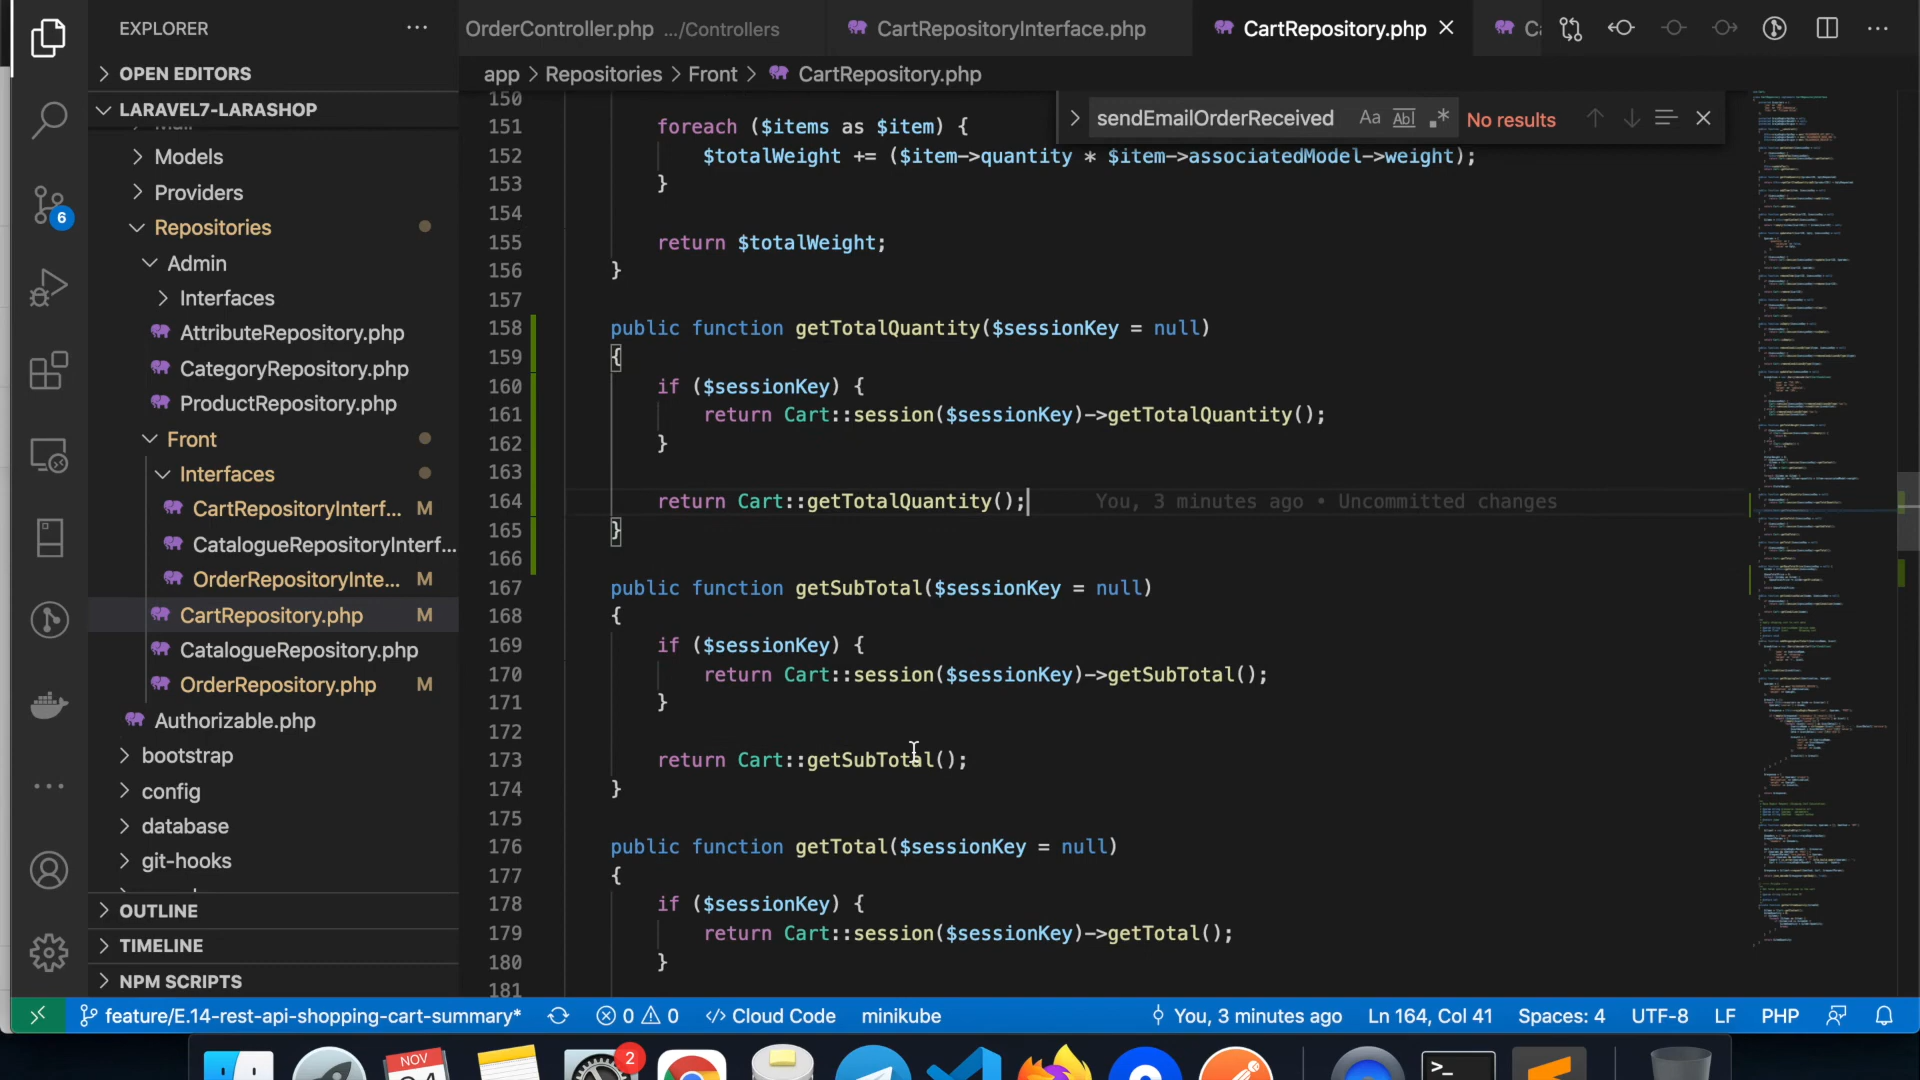 EXPLORER
OPEN EDITORS
LARAVEL7-LARASHOP
Models
Providers
Repositories
Admin
Interfaces
AttributeRepository.php
CategoryRepository.php
ProductRepository.php
Front
Interfaces
CartRepositoryInterf... M
CatalogueRepositoryInterf...
OrderRepositoryInte... M
CartRepository.php M
CatalogueRepository.php
OrderRepository.php M
Authorizable.php
bootstrap
config
database
git-hooks
OUTLINE
TIMELINE
NPM SCRIPTS
6
OrderController.php .../Controllers
CartRepositoryInterface.php
CartRepository.php
app > Repositories > Front > CartRepository.php
sendEmailOrderReceived Aa Abl .* No results
150
151 foreach ($items as $item) {
152 $totalWeight += ($item->quantity * $item->associatedModel->weight);
153 }
154
155 return $totalWeight;
156 }
157
158 public function getTotalQuantity($sessionKey = null)
159 {
160 if ($sessionKey) {
161 return Cart::session($sessionKey)->getTotalQuantity();
162 }
163
164 return Cart::getTotalQuantity(); You, 3 minutes ago • Uncommitted changes
165 }
166
167 public function getSubTotal($sessionKey = null)
168 {
169 if ($sessionKey) {
170 return Cart::session($sessionKey)->getSubTotal();
171 }
172
173 return Cart::getSubTotal();
174 }
175
176 public function getTotal($sessionKey = null)
177 {
178 if ($sessionKey) {
179 return Cart::session($sessionKey)->getTotal();
180 }
181
feature/E.14-rest-api-shopping-cart-summary* 0 0 Cloud Code minikube You, 3 minutes ago Ln 164, Col 41 Spaces: 4 UTF-8 LF PHP
NOV
2
>_